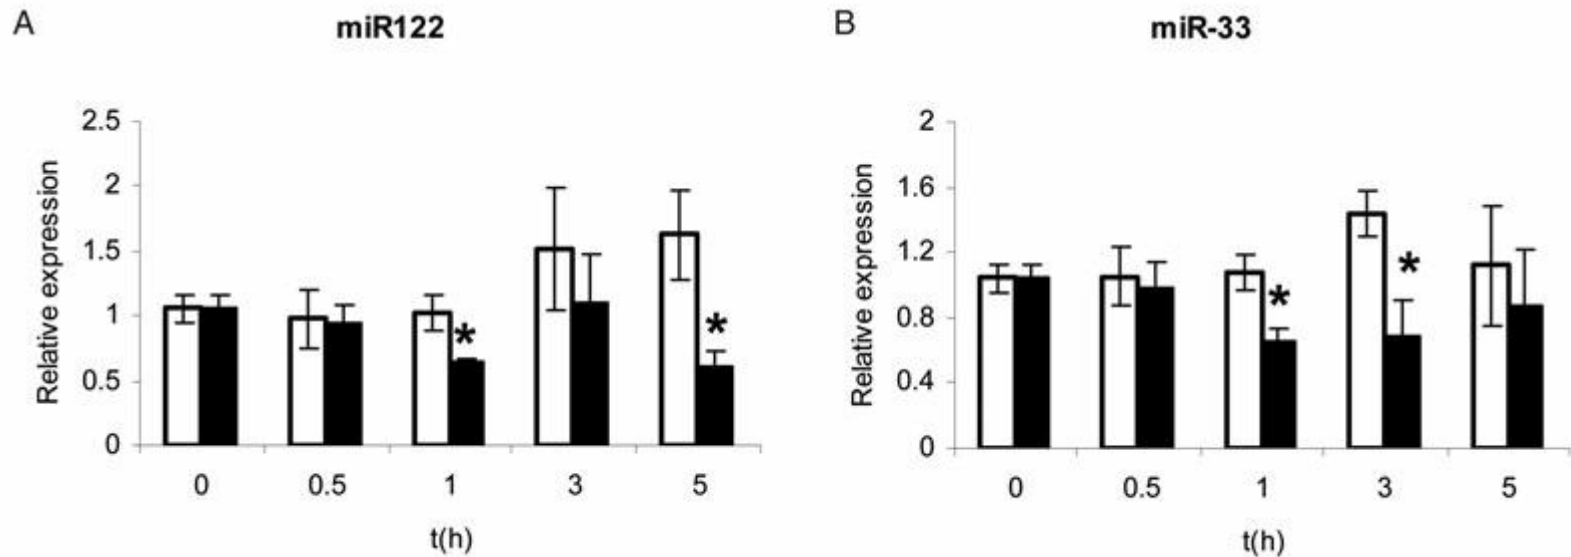 A
miR122
Relative expression
2.5
2
1.5
1
0.5
0
*
*
0 0.5 1 3 5
t(h)
B
miR-33
Relative expression
2
1.6
1.2
0.8
0.4
0
*
*
0 0.5 1 3 5
t(h)